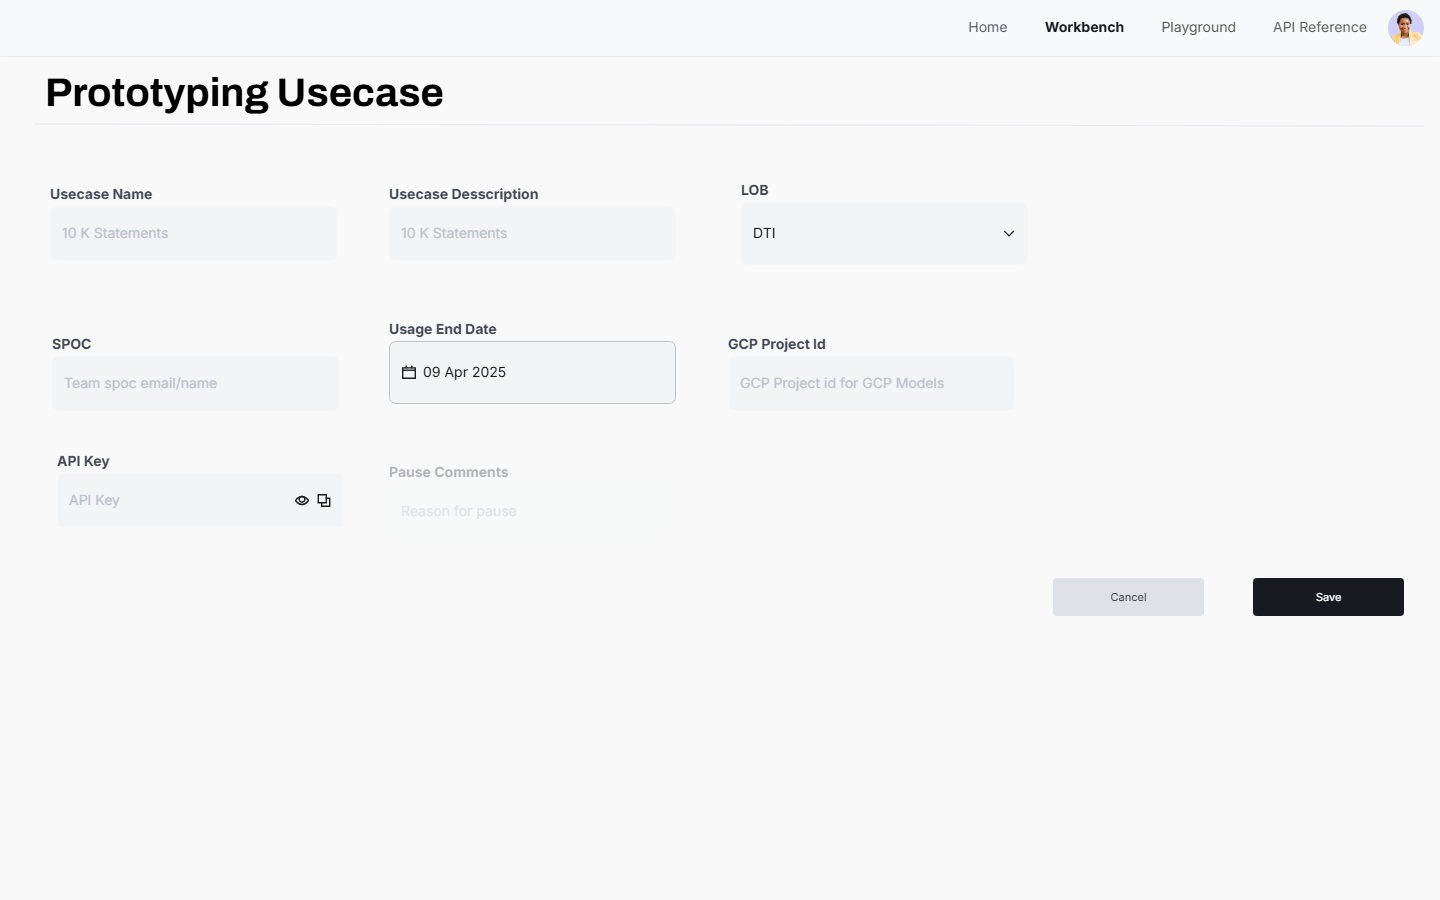 Home Workbench Playground API Reference
Prototyping Usecase
Usecase Name
10 K Statements
Usecase Desscription
10 K Statements
LOB
DTI
SPOC
Team spoc email/name
Usage End Date
09 Apr 2025
GCP Project Id
GCP Project id for GCP Models
API Key
API Key
Pause Comments
Reason for pause
Cancel
Save